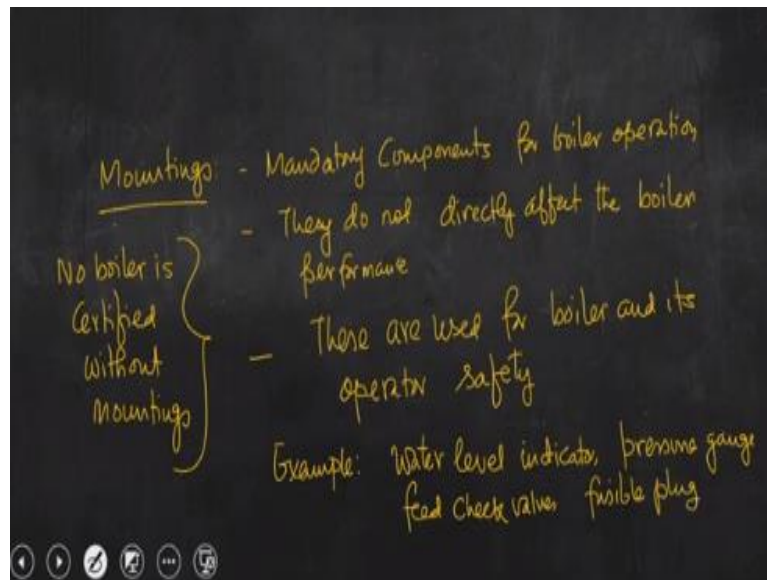 Mountings - Mandatory Components for boiler operation
- They do not directly affect the boiler
performance
No boiler is
Certified
without
Mountings
- These are used for boiler and its
operator safety
Example: Water level indicator, pressure gauge
feed check valve, fusible plug